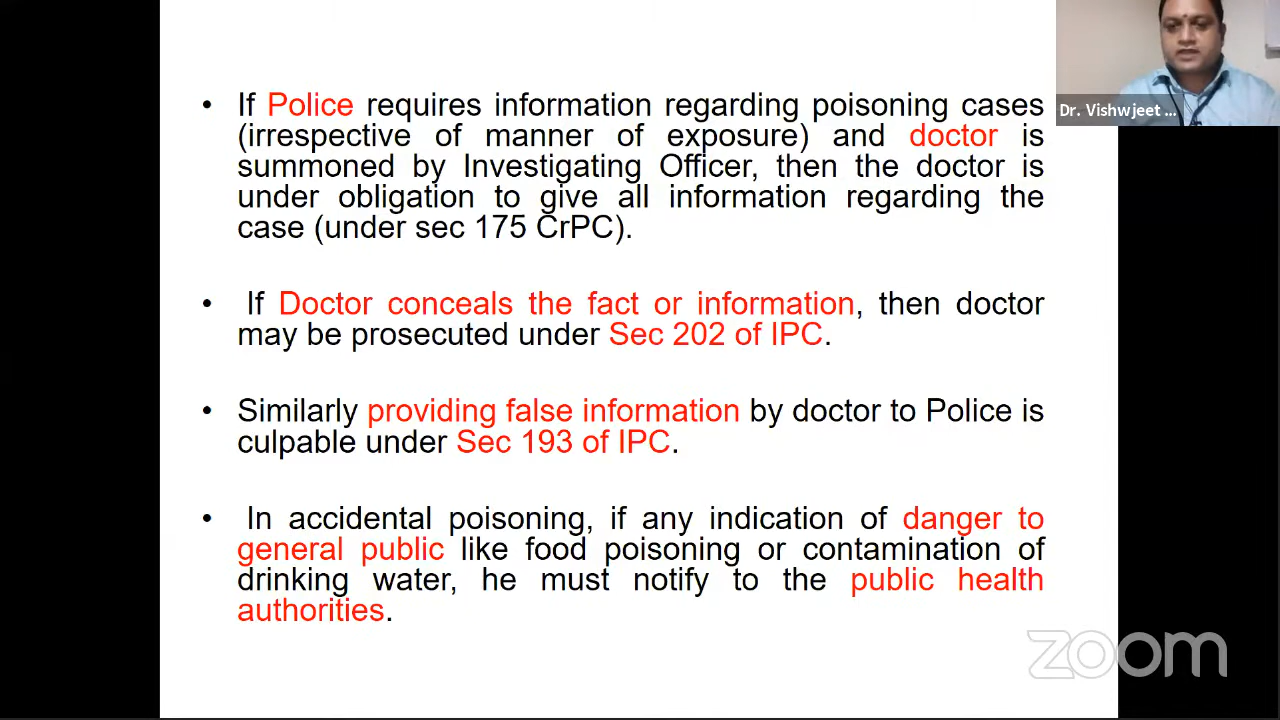 • If Police requires information regarding poisoning cases
(irrespective of manner of exposure) and doctor is
summoned by Investigating Officer, then the doctor is
under obligation to give all information regarding the
case (under sec 175 CrPC).
• If Doctor conceals the fact or information, then doctor
may be prosecuted under Sec 202 of IPC.
• Similarly providing false information by doctor to Police is
culpable under Sec 193 of IPC.
• In accidental poisoning, if any indication of danger to
general public like food poisoning or contamination of
drinking water, he must notify to the public health
authorities.
Dr. Vishwjeet ...
zoom